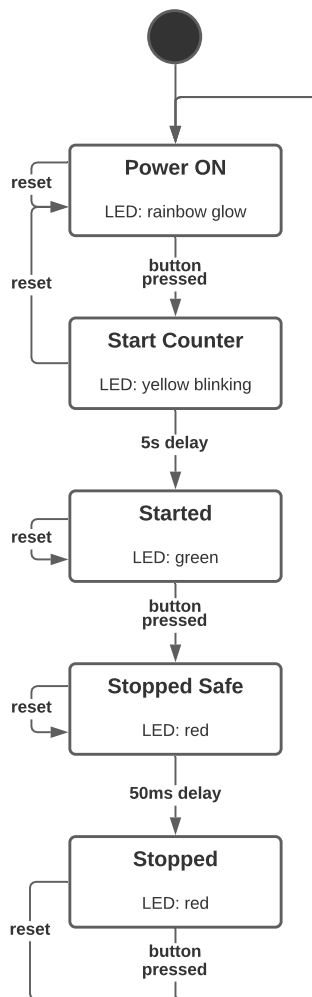 Power ON
reset
LED: rainbow glow
button
pressed
reset
Start Counter
LED: yellow blinking
5s delay
Started
reset
LED: green
button
pressed
Stopped Safe
reset
LED: red
50ms delay
Stopped
LED: red
reset
button
pressed